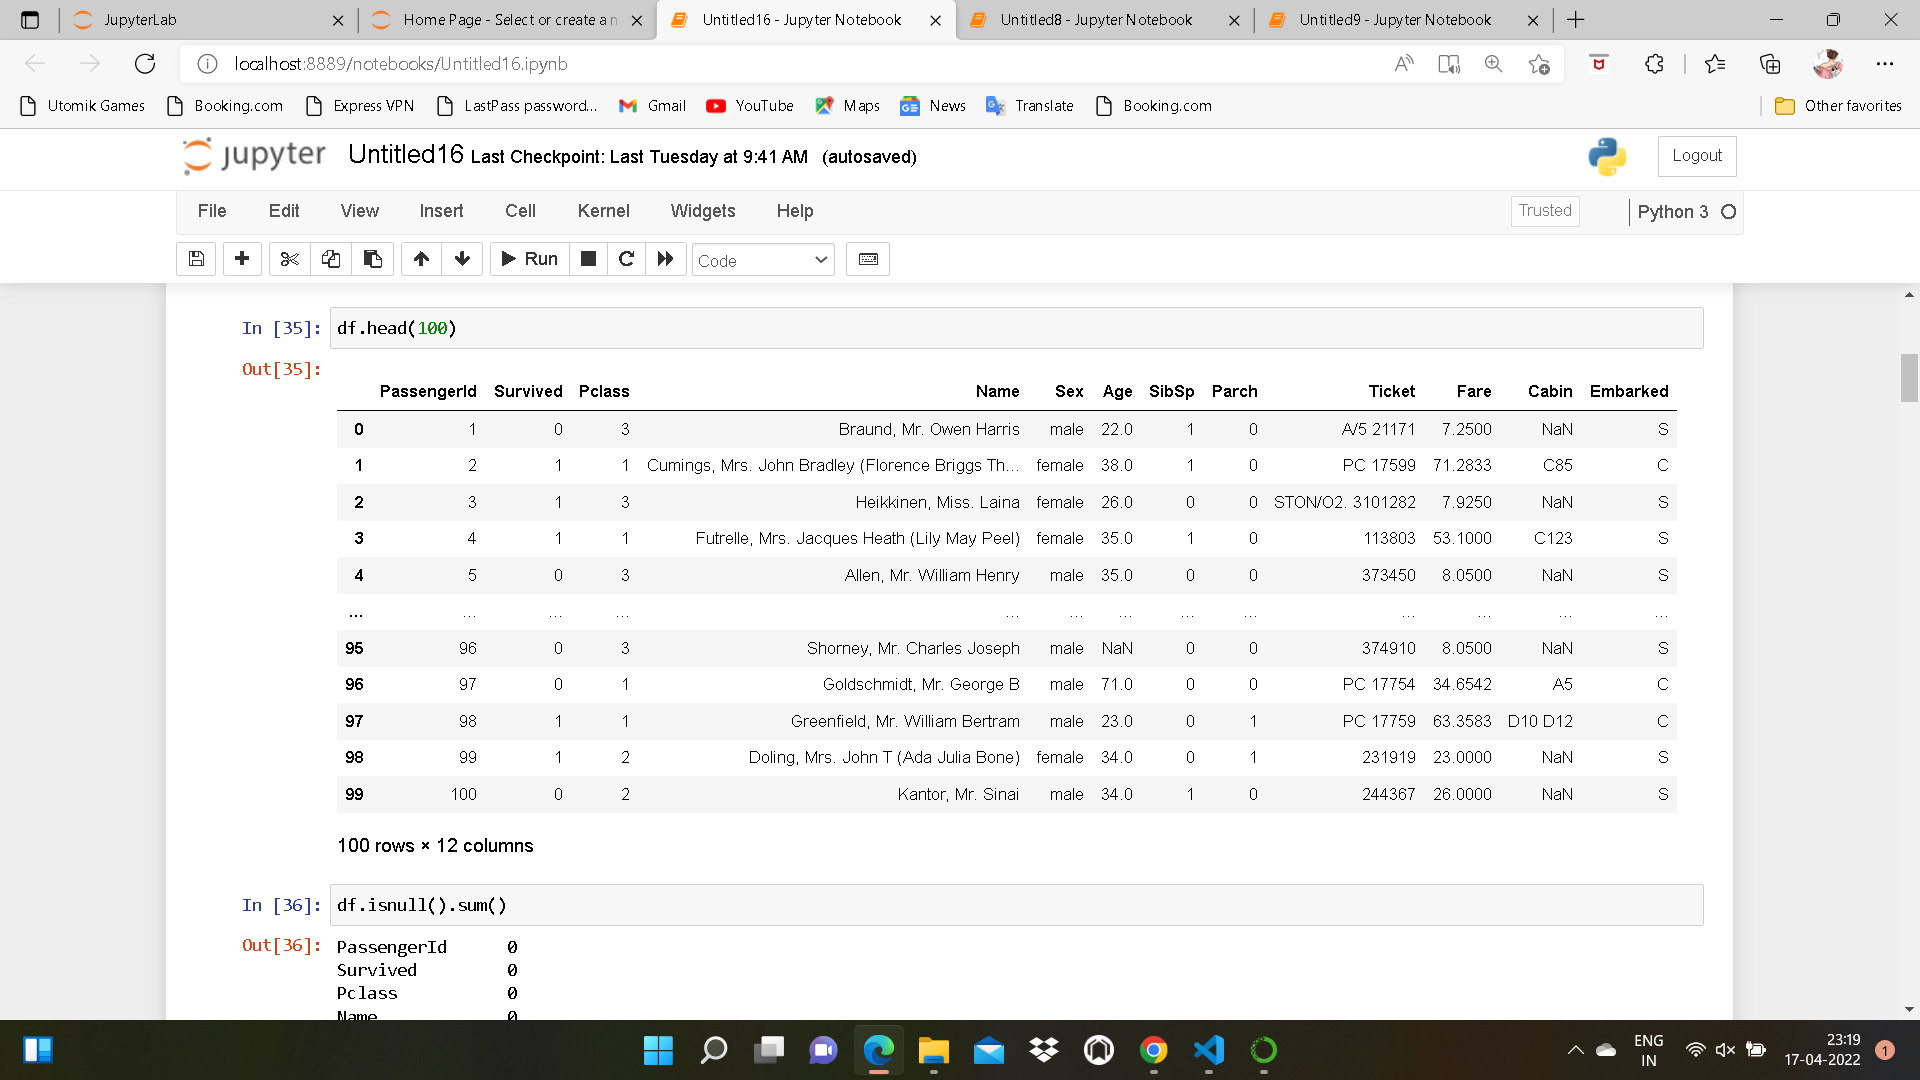 JupyterLab Home Page - Select or create a n Untitled16 - Jupyter Notebook Untitled8 - Jupyter Notebook Untitled9 - Jupyter Notebook
localhost:8889/notebooks/Untitled16.ipynb
Utomik Games Booking.com Express VPN LastPass password... Gmail YouTube Maps News Translate Booking.com Other favorites
jupyter Untitled16 Last Checkpoint: Last Tuesday at 9:41 AM (autosaved) Logout
File Edit View Insert Cell Kernel Widgets Help Trusted Python 3
Run Code
In [35]: df.head(100)
Out[35]:
PassengerId Survived Pclass Name Sex Age SibSp Parch Ticket Fare Cabin Embarked
0 1 0 3 Braund, Mr. Owen Harris male 22.0 1 0 A/5 21171 7.2500 NaN S
1 2 1 1 Cumings, Mrs. John Bradley (Florence Briggs Th... female 38.0 1 0 PC 17599 71.2833 C85 C
2 3 1 3 Heikkinen, Miss. Laina female 26.0 0 0 STON/O2. 3101282 7.9250 NaN S
3 4 1 1 Futrelle, Mrs. Jacques Heath (Lily May Peel) female 35.0 1 0 113803 53.1000 C123 S
4 5 0 3 Allen, Mr. William Henry male 35.0 0 0 373450 8.0500 NaN S
... ... ... ... ... ... ... ... ... ... ... ... ...
95 96 0 3 Shorney, Mr. Charles Joseph male NaN 0 0 374910 8.0500 NaN S
96 97 0 1 Goldschmidt, Mr. George B male 71.0 0 0 PC 17754 34.6542 A5 C
97 98 1 1 Greenfield, Mr. William Bertram male 23.0 0 1 PC 17759 63.3583 D10 D12 C
98 99 1 2 Doling, Mrs. John T (Ada Julia Bone) female 34.0 0 1 231919 23.0000 NaN S
99 100 0 2 Kantor, Mr. Sinai male 34.0 1 0 244367 26.0000 NaN S
100 rows × 12 columns
In [36]: df.isnull().sum()
Out[36]: PassengerId 0
Survived 0
Pclass 0
Name 0
ENG 23:19
IN 17-04-2022 1